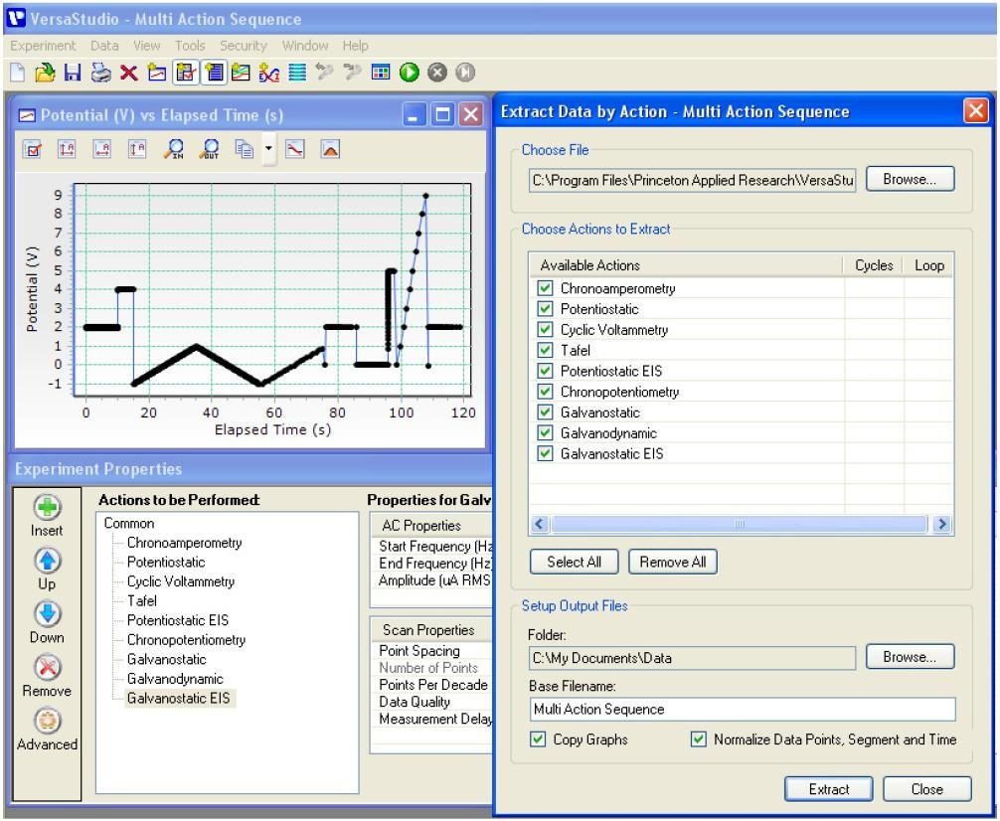 VersaStudio - Multi Action Sequence
Experiment Data View Tools Security Window Help
Potential (V) vs Elapsed Time (s)
IN OUT
9
8
7
6
5
4
3
2
1
0
-1
Potential (V)
0 20 40 60 80 100 120
Elapsed Time (s)
Experiment Properties
Insert
Up
Down
Remove
Advanced
Actions to be Performed:
Common
Chronoamperometry
Potentiostatic
Cyclic Voltammetry
Tafel
Potentiostatic EIS
Chronopotentiometry
Galvanostatic
Galvanodynamic
Galvanostatic EIS
Properties for Galv
AC Properties
Start Frequency (Hz
End Frequency (Hz)
Amplitude (uA RMS
Scan Properties
Point Spacing
Number of Points
Points Per Decade
Data Quality
Measurement Delay
Extract Data by Action - Multi Action Sequence
Choose File
C:\Program Files\Princeton Applied Research\VersaStu Browse...
Choose Actions to Extract
Available Actions Cycles Loop
Chronoamperometry
Potentiostatic
Cyclic Voltammetry
Tafel
Potentiostatic EIS
Chronopotentiometry
Galvanostatic
Galvanodynamic
Galvanostatic EIS
Select All Remove All
Setup Output Files
Folder:
C:\My Documents\Data Browse...
Base Filename:
Multi Action Sequence
Copy Graphs Normalize Data Points, Segment and Time
Extract Close